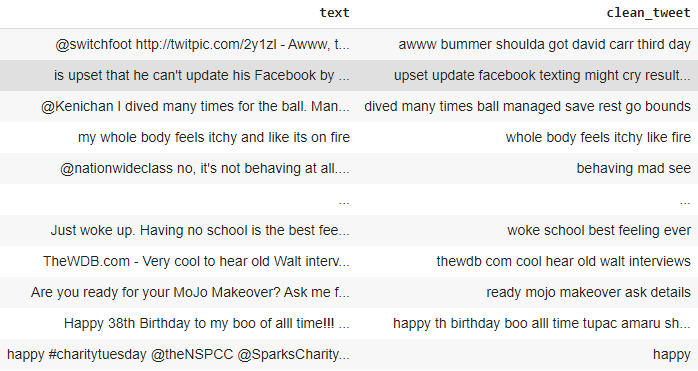 text clean_tweet
@switchfoot http://twitpic.com/2y1zl - Awww, t... awww bummer shoulda got david carr third day
is upset that he can't update his Facebook by ... upset update facebook texting might cry result...
@Kenichan I dived many times for the ball. Man... dived many times ball managed save rest go bounds
my whole body feels itchy and like its on fire whole body feels itchy like fire
@nationwideclass no, it's not behaving at all.... behaving mad see
... ...
Just woke up. Having no school is the best fee... woke school best feeling ever
TheWDB.com - Very cool to hear old Walt interv... thewdb com cool hear old walt interviews
Are you ready for your MoJo Makeover? Ask me f... ready mojo makeover ask details
Happy 38th Birthday to my boo of alll time!!! ... happy th birthday boo alll time tupac amaru sh...
happy #charitytuesday @theNSPCC @SparksCharity... happy